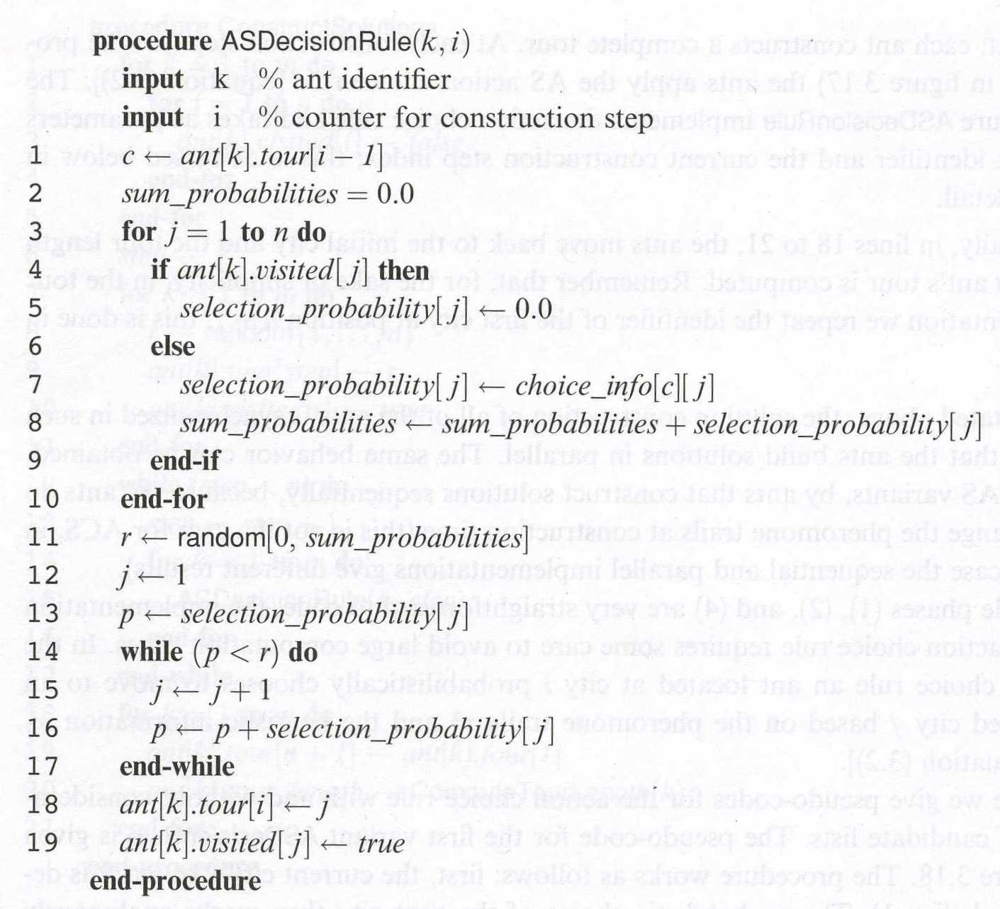 procedure ASDecisionRule(k, i)
input k % ant identifier
input i % counter for construction step
1 c ← ant[k].tour[i − 1]
2 sum_probabilities = 0.0
3 for j = 1 to n do
4 if ant[k].visited[j] then
5 selection_probability[j] ← 0.0
6 else
7 selection_probability[j] ← choice_info[c][j]
8 sum_probabilities ← sum_probabilities + selection_probability[j]
9 end-if
10 end-for
11 r ← random[0, sum_probabilities]
12 j ← 1
13 p ← selection_probability[j]
14 while (p < r) do
15 j ← j + 1
16 p ← p + selection_probability[j]
17 end-while
18 ant[k].tour[i] ← j
19 ant[k].visited[j] ← true
end-procedure